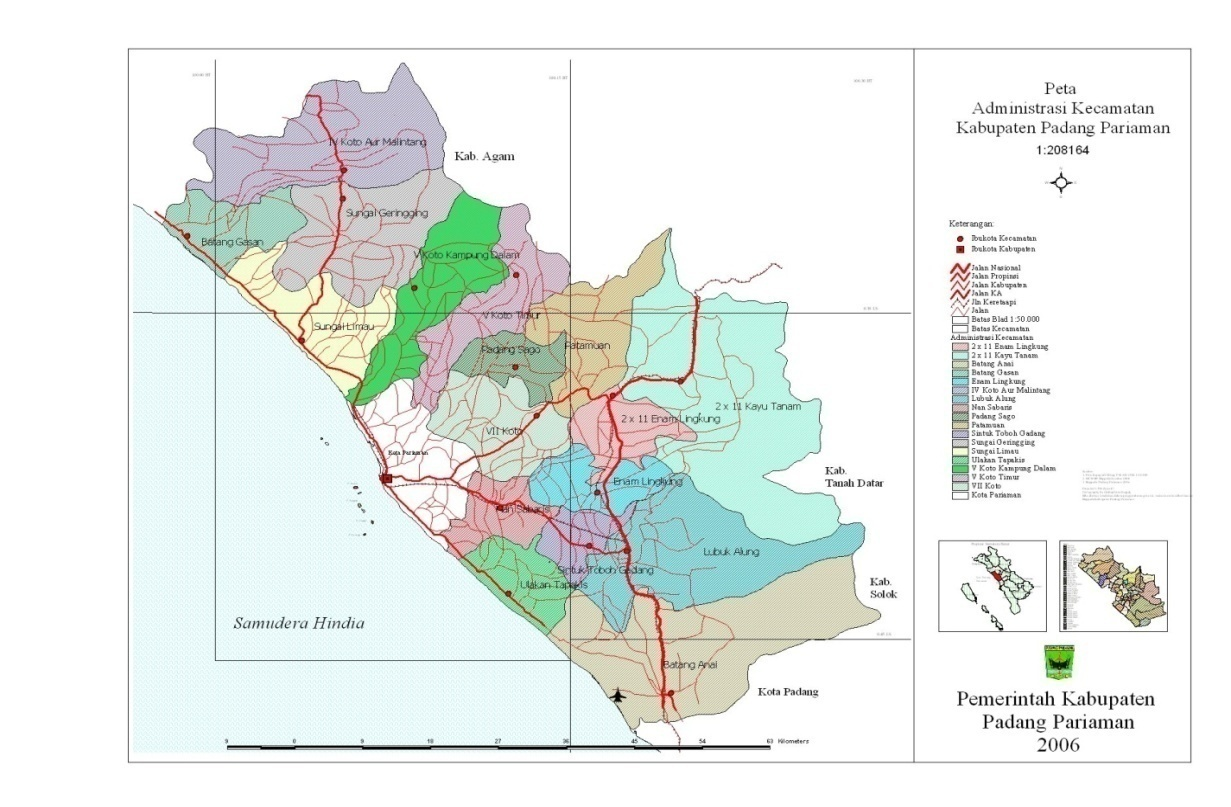 Peta
Administrasi Kecamatan
Kabupaten Padang Pariaman
1:208164
Keterangan:
Ibukota Kecamatan
Ibukota Kabupaten
Jalan Nasional
Jalan Propinsi
Jalan Kabupaten
Jalan KA
Jln Keretaapi
Jalan
Batas Blad 1:50.000
Batas Kecamatan
Administrasi Kecamatan
2 x 11 Enam Lingkung
2 x 11 Kayu Tanam
Batang Anai
Batang Gasan
Enam Lingkung
IV Koto Aur Malintang
Lubuk Alung
Nan Sabaris
Padang Sago
Patamuan
Sintuk Toboh Gadang
Sungai Geringging
Sungai Limau
Ulakan Tapakis
V Koto Kampung Dalam
V Koto Timur
VII Koto
Kota Pariaman
Pemerintah Kabupaten
Padang Pariaman
2006
IV Koto Aur Malintang
Kab. Agam
Sungai Geringging
Batang Gasan
V Koto Kampung Dalam
V Koto Timur
Sungai Limau
Padang Sago
Patamuan
2 x 11 Kayu Tanam
2 x 11 Enam Lingkung
VII Koto
Kota Pariaman
Kab.
Tanah Datar
Enam Lingkung
Nan Sabaris
Lubuk Alung
Sintuk Toboh Gadang
Ulakan Tapakis
Kab.
Solok
Samudera Hindia
Batang Anai
Kota Padang
9 0 9 18 27 36 45 54 63 Kilometers